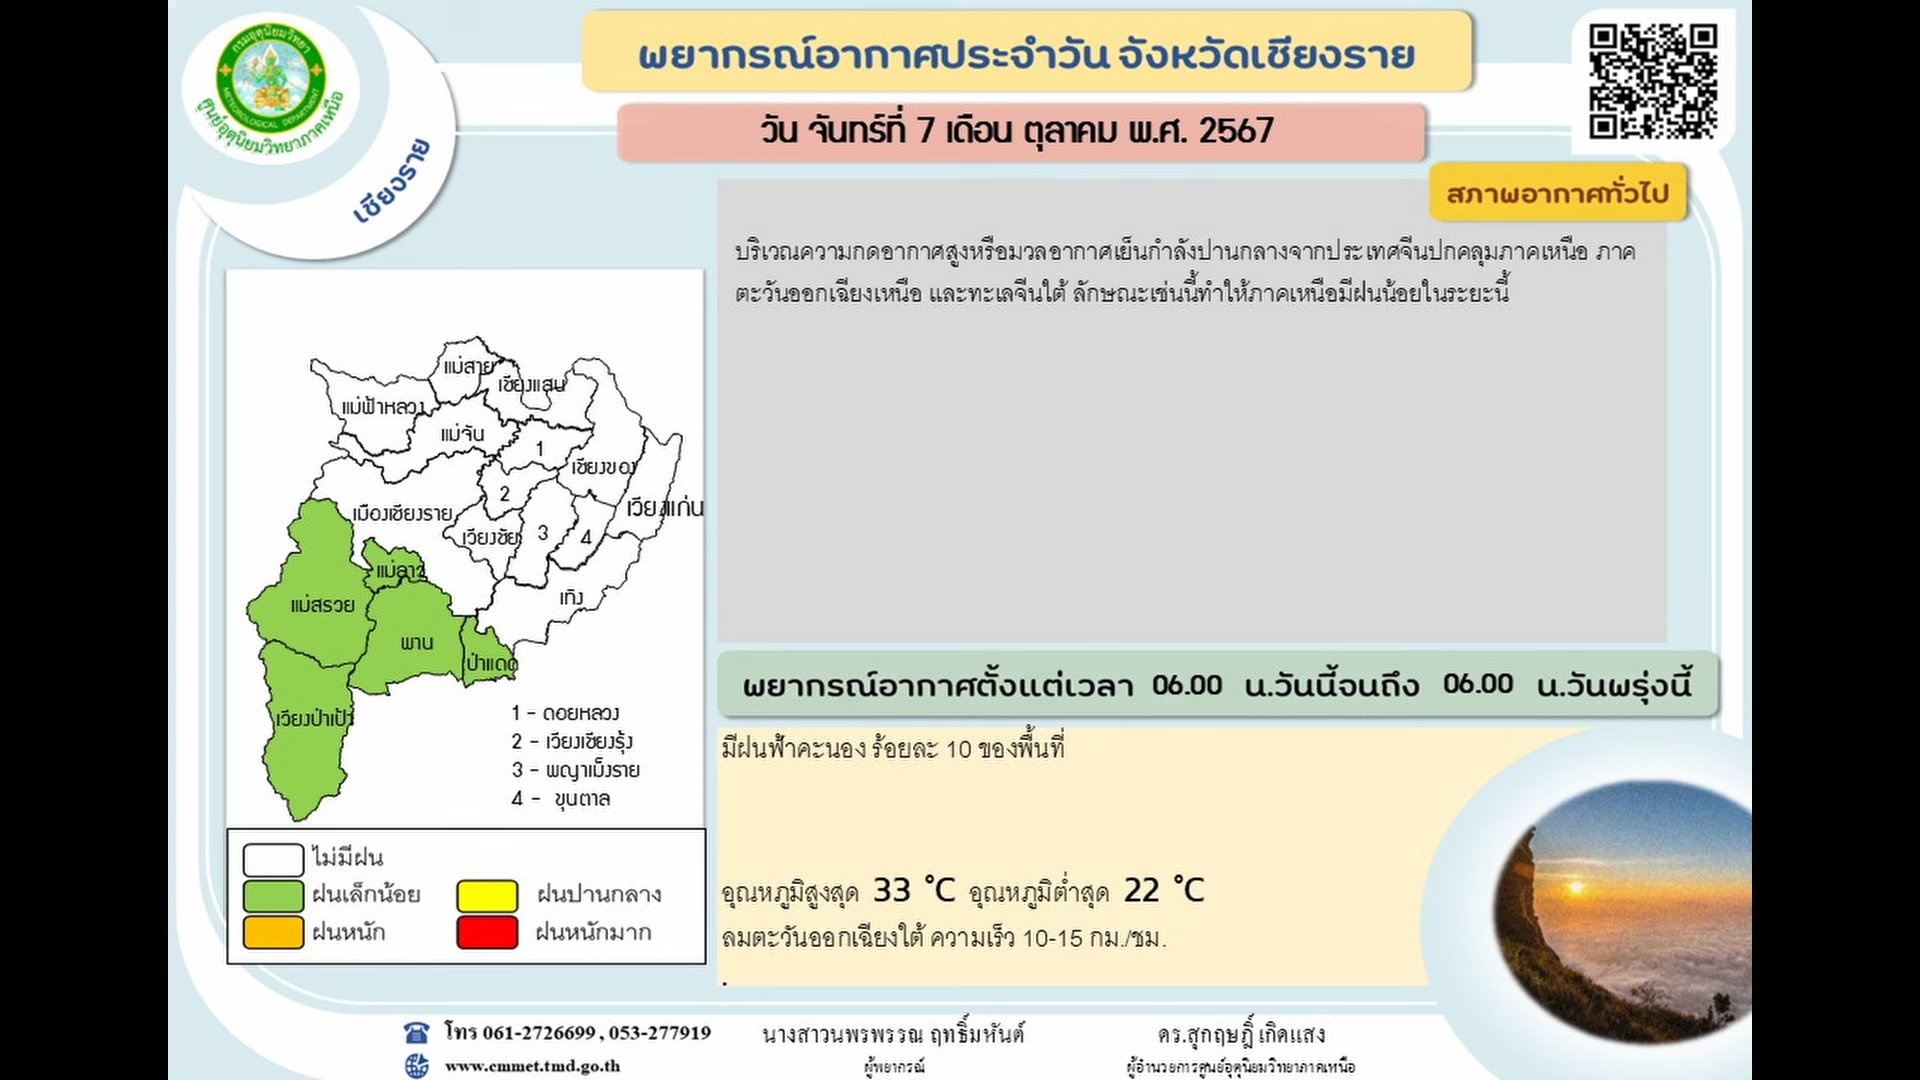 พยากรณ์อากาศประจำวัน จังหวัดเชียงราย
วัน จันทร์ที่ 7 เดือน ตุลาคม พ.ศ. 2567
กรมอุตุนิยมวิทยา
METEOROLOGICAL DEPARTMENT
ศูนย์อุตุนิยมวิทยาภาคเหนือ
เชียงราย
สภาพอากาศทั่วไป
บริเวณความกดอากาศสูงหรือมวลอากาศเย็นกำลังปานกลางจากประเทศจีนปกคลุมภาคเหนือ ภาค
ตะวันออกเฉียงเหนือ และทะเลจีนใต้ ลักษณะเช่นนี้ทำให้ภาคเหนือมีฝนน้อยในระยะนี้
แม่สาย
เชียงแสน
แม่ฟ้าหลวง
แม่จัน
1
เชียงของ
2
เวียงแก่น
เมืองเชียงราย
เวียงชัย
3
4
แม่ลาว
เทิง
แม่สรวย
พาน
ป่าแดด
เวียงป่าเป้า
1 - ดอยหลวง
2 - เวียงเชียงรุ้ง
3 - พญาเม็งราย
4 - ขุนตาล
ไม่มีฝน
ฝนเล็กน้อย
ฝนปานกลาง
ฝนหนัก
ฝนหนักมาก
พยากรณ์อากาศตั้งแต่เวลา 06.00 น.วันนี้จนถึง 06.00 น.วันพรุ่งนี้
มีฝนฟ้าคะนอง ร้อยละ 10 ของพื้นที่
อุณหภูมิสูงสุด 33 °C อุณหภูมิต่ำสุด 22 °C
ลมตะวันออกเฉียงใต้ ความเร็ว 10-15 กม./ชม.
.
โทร 061-2726699 , 053-277919
www.cmmet.tmd.go.th
นางสาวนพรพรรณ ฤทธิ์มหันต์
ผู้พยากรณ์
ดร.สุกฤษฎิ์ เกิดแสง
ผู้อำนวยการศูนย์อุตุนิยมวิทยาภาคเหนือ